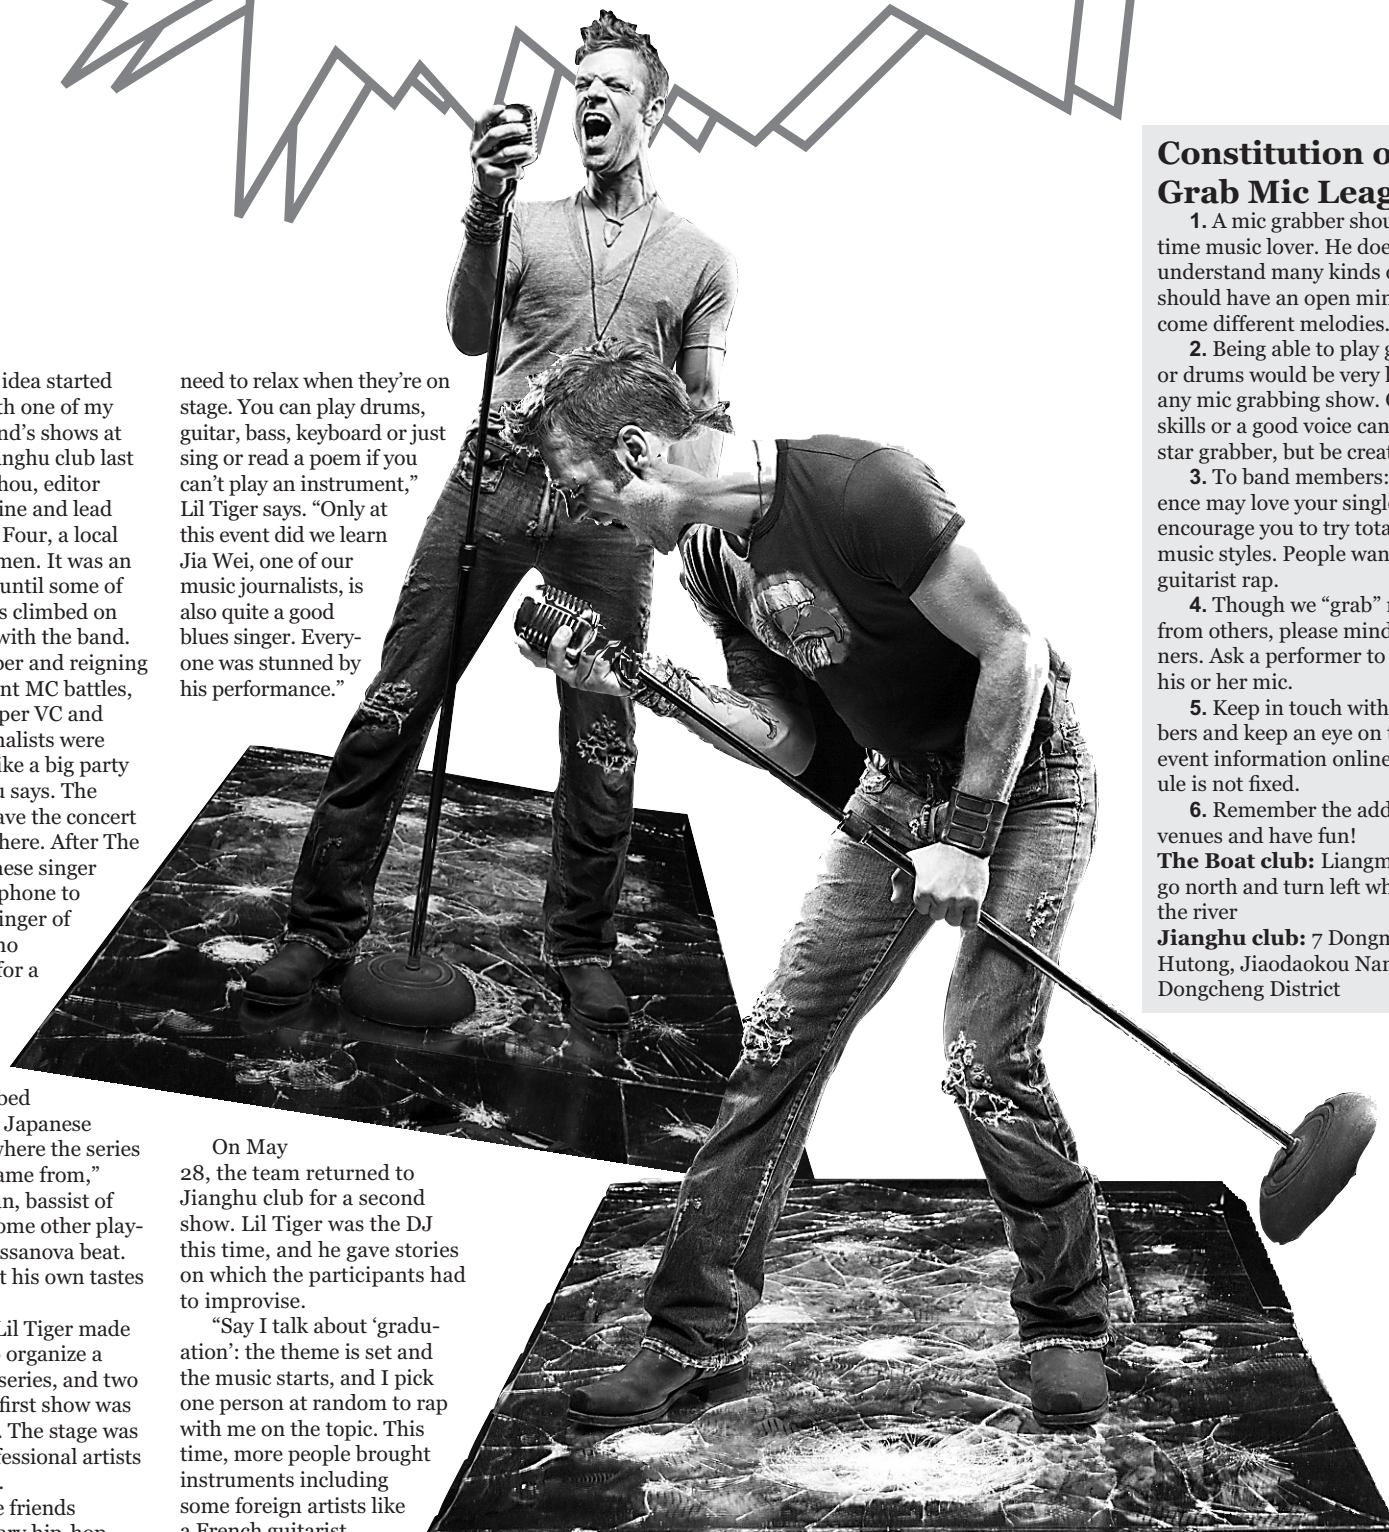 idea started
th one of my
nd’s shows at
anghu club last
hou, editor
ine and lead
Four, a local
men. It was an
until some of
s climbed on
with the band.
per and reigning
nt MC battles,
per VC and
nalists were
ike a big party
u says. The
ave the concert
here. After The
nese singer
phone to
inger of
ho
for a
bed
Japanese
where the series
ame from,”
n, bassist of
ome other play-
ssanova beat.
t his own tastes
Lil Tiger made
o organize a
series, and two
first show was
. The stage was
fessional artists
.
e friends
ary hip-hop
need to relax when they’re on
stage. You can play drums,
guitar, bass, keyboard or just
sing or read a poem if you
can’t play an instrument,”
Lil Tiger says. “Only at
this event did we learn
Jia Wei, one of our
music journalists, is
also quite a good
blues singer. Every-
one was stunned by
his performance.”
On May
28, the team returned to
Jianghu club for a second
show. Lil Tiger was the DJ
this time, and he gave stories
on which the participants had
to improvise.
“Say I talk about ‘gradu-
ation’: the theme is set and
the music starts, and I pick
one person at random to rap
with me on the topic. This
time, more people brought
instruments including
some foreign artists like
a French guitarist
Constitution o
Grab Mic Leag
1. A mic grabber shou
time music lover. He doe
understand many kinds o
should have an open min
come different melodies.
2. Being able to play g
or drums would be very h
any mic grabbing show. C
skills or a good voice can
star grabber, but be creat
3. To band members:
ence may love your single
encourage you to try tota
music styles. People wan
guitarist rap.
4. Though we “grab” m
from others, please mind
ners. Ask a performer to
his or her mic.
5. Keep in touch with
bers and keep an eye on t
event information online
ule is not fixed.
6. Remember the add
venues and have fun!
The Boat club: Liangm
go north and turn left wh
the river
Jianghu club: 7 Dongm
Hutong, Jiaodaokou Nan
Dongcheng District